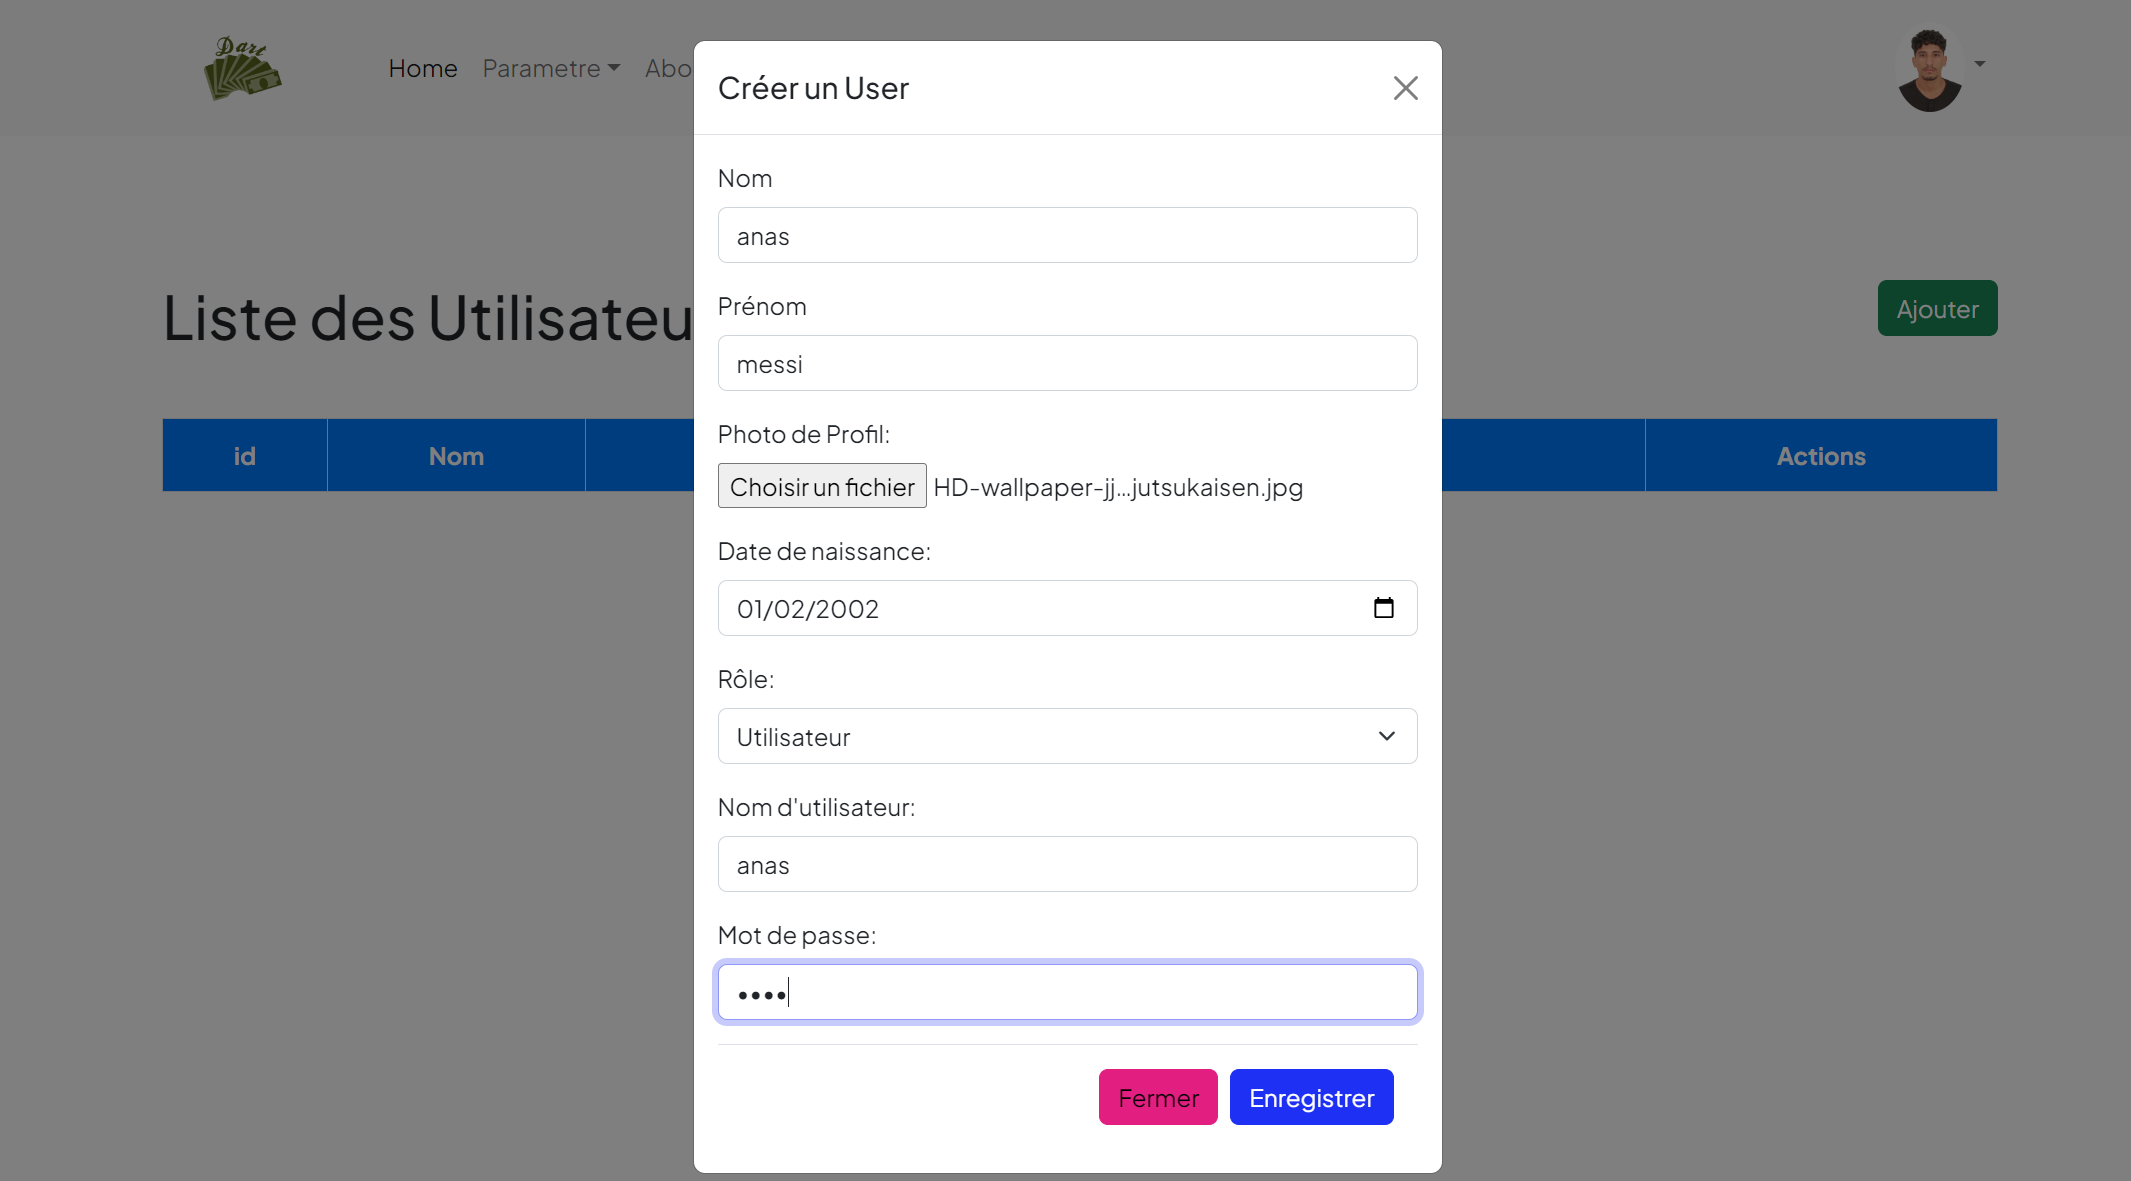 Dart
Home Parametre Abo
Créer un User
Nom
anas
Prénom
messi
Photo de Profil:
Choisir un fichier HD-wallpaper-jj...jutsukaisen.jpg
Date de naissance:
01/02/2002
Rôle:
Utilisateur
Nom d'utilisateur:
anas
Mot de passe:
••••
Fermer Enregistrer
Liste des Utilisateu
Ajouter
id Nom Actions